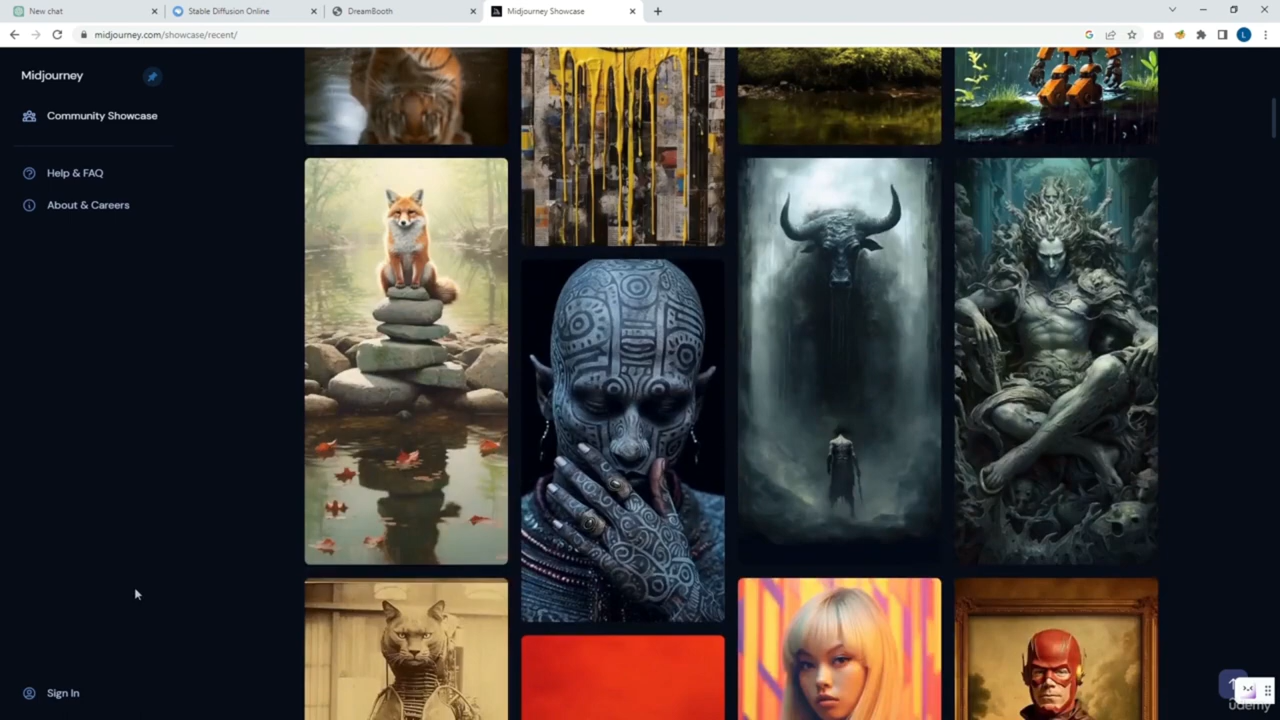 New chat
Stable Diffusion Online
DreamBooth
Midjourney Showcase
midjourney.com/showcase/recent/
L
Midjourney
Community Showcase
Help & FAQ
About & Careers
Sign In
udemy